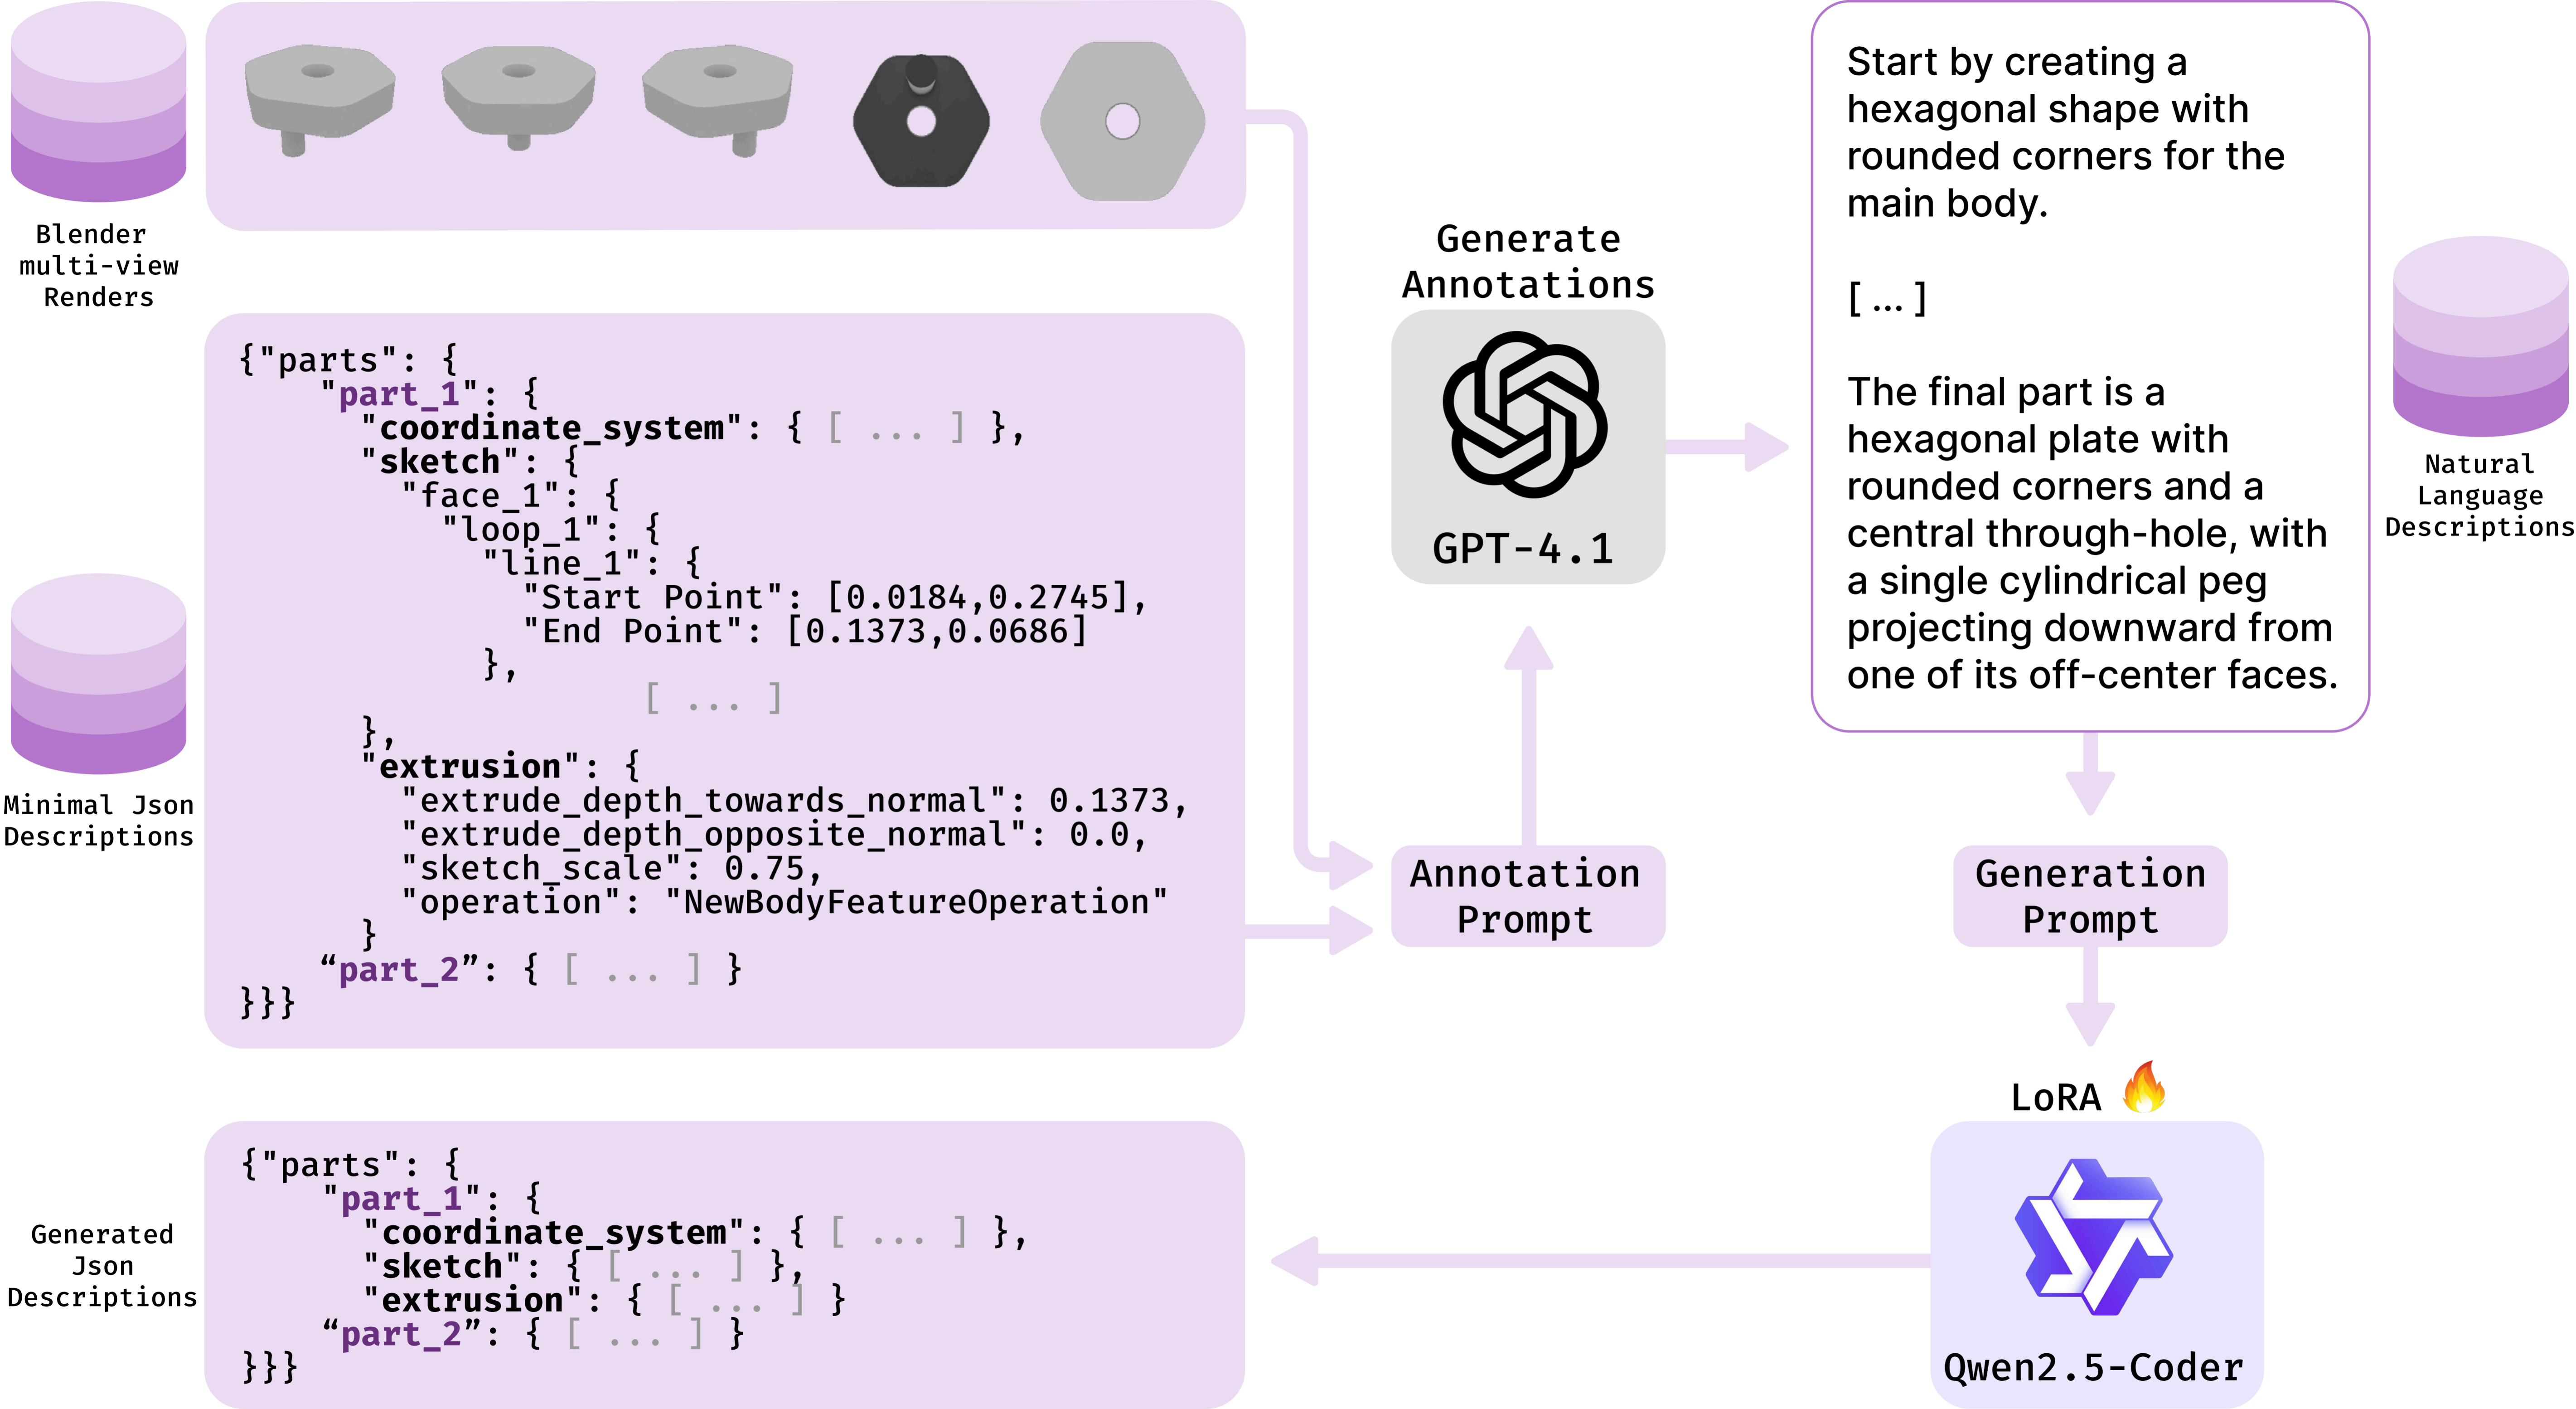 Blender
multi-view
Renders
{"parts": {
"part_1": {
"coordinate_system": { [ ... ] },
"sketch": {
"face_1": {
"loop_1": {
"line_1": {
"Start Point": [0.0184,0.2745],
"End Point": [0.1373,0.0686]
},
[ ... ]
},
"extrusion": {
"extrude_depth_towards_normal": 0.1373,
"extrude_depth_opposite_normal": 0.0,
"sketch_scale": 0.75,
"operation": "NewBodyFeatureOperation"
}
“part_2”: { [ ... ] }
}}}
Minimal Json
Descriptions
Generate
Annotations
GPT-4.1
Annotation
Prompt
Start by creating a
hexagonal shape with
rounded corners for the
main body.
[ ... ]
The final part is a
hexagonal plate with
rounded corners and a
central through-hole, with
a single cylindrical peg
projecting downward from
one of its off-center faces.
Natural
Language
Descriptions
Generation
Prompt
LoRA
Qwen2.5-Coder
{"parts": {
"part_1": {
"coordinate_system": { [ ... ] },
"sketch": { [ ... ] },
"extrusion": { [ ... ] }
“part_2”: { [ ... ] }
}}}
Generated
Json
Descriptions